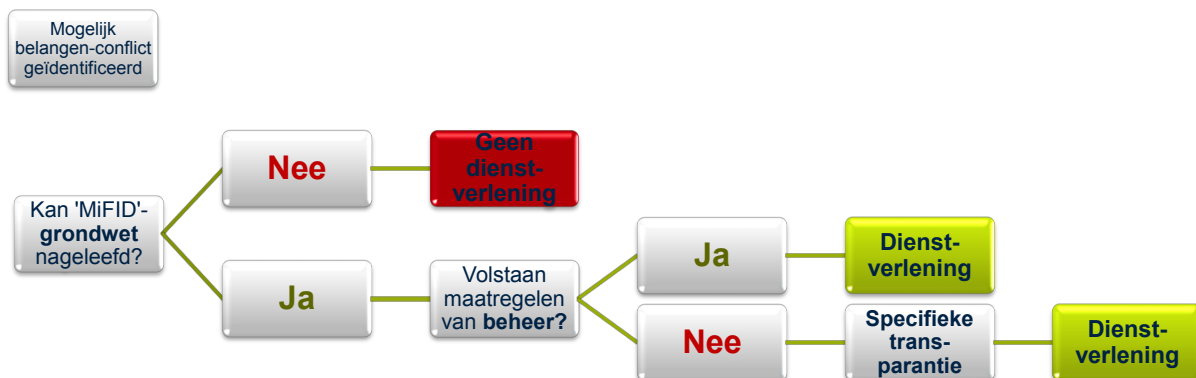 Mogelijk
belangen-conflict
geïdentificeerd
Nee
Geen
dienst-
verlening
Kan 'MiFID'-
grondwet
nageleefd?
Ja
Volstaan
maatregelen
van beheer?
Ja
Dienst-
verlening
Nee
Specifieke
trans-
parantie
Dienst-
verlening